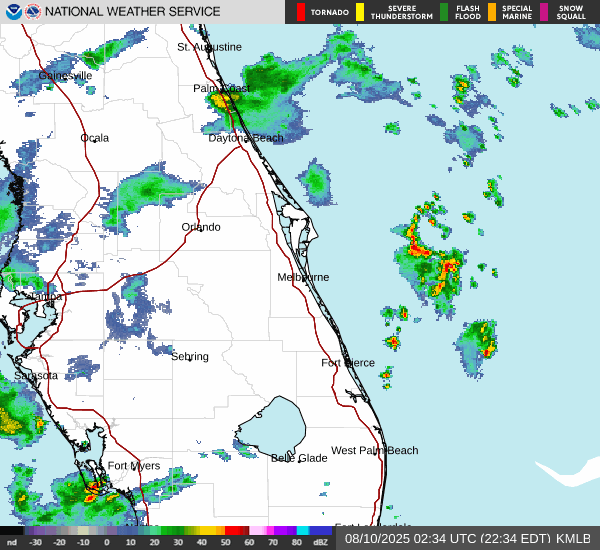 NATIONAL WEATHER SERVICE
TORNADO
SEVERE THUNDERSTORM
FLASH FLOOD
SPECIAL MARINE
SNOW SQUALL
St. Augustine
Gainesville
Palm Coast
Ocala
Daytona Beach
Orlando
Melbourne
Tampa
Sebring
Fort Pierce
Sarasota
West Palm Beach
Belle Glade
Fort Myers
Fort Lauderdale
nd -30 -20 -10 0 10 20 30 40 50 60 70 80 dBZ
08/10/2025 02:34 UTC (22:34 EDT) KMLB